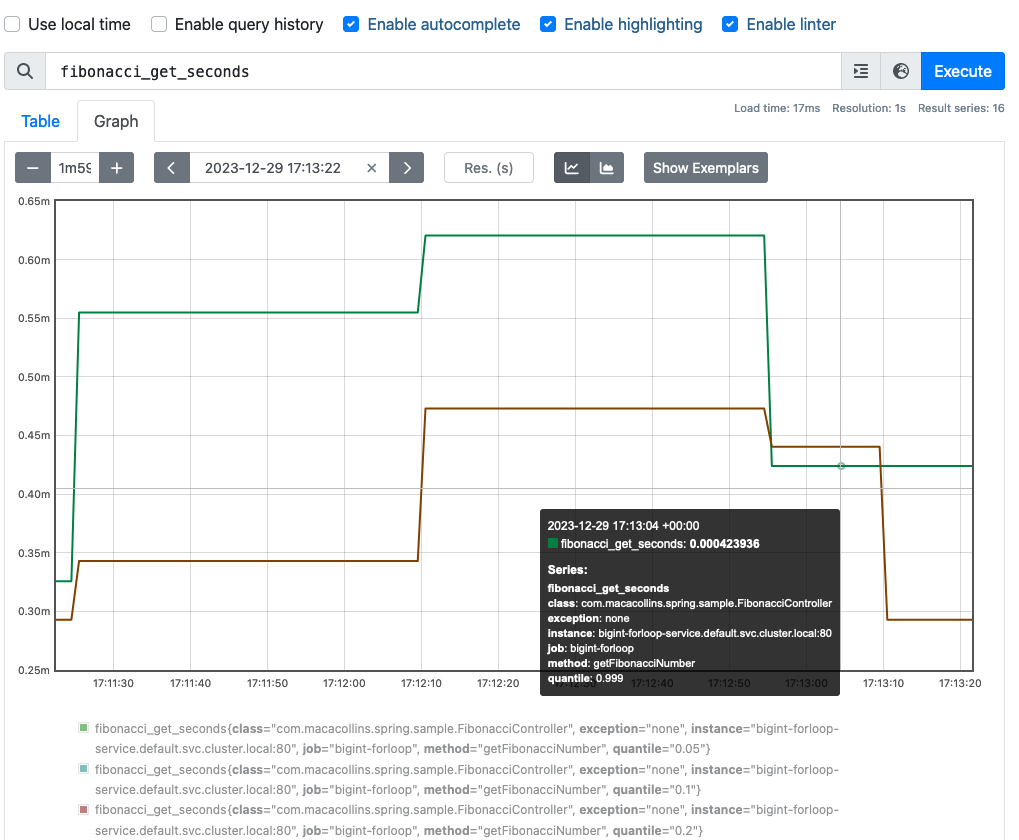 Use local time Enable query history Enable autocomplete Enable highlighting Enable linter
fibonacci_get_seconds Execute
Load time: 17ms Resolution: 1s Result series: 16
Table Graph
1m59 2023-12-29 17:13:22 Res. (s) Show Exemplars
0.65m
0.60m
0.55m
0.50m
0.45m
0.40m
0.35m
0.30m
0.25m
2023-12-29 17:13:04 +00:00
fibonacci_get_seconds: 0.000423936
Series:
fibonacci_get_seconds
class: com.macacollins.spring.sample.FibonacciController
exception: none
instance: bigint-forloop-service.default.svc.cluster.local:80
job: bigint-forloop
method: getFibonacciNumber
quantile: 0.999
17:11:30 17:11:40 17:11:50 17:12:00 17:12:10 17:12:20 17:12:30 17:12:40 17:12:50 17:13:00 17:13:10 17:13:20
fibonacci_get_seconds{class="com.macacollins.spring.sample.FibonacciController", exception="none", instance="bigint-forloop-
service.default.svc.cluster.local:80", job="bigint-forloop", method="getFibonacciNumber", quantile="0.05"}
fibonacci_get_seconds{class="com.macacollins.spring.sample.FibonacciController", exception="none", instance="bigint-forloop-
service.default.svc.cluster.local:80", job="bigint-forloop", method="getFibonacciNumber", quantile="0.1"}
fibonacci_get_seconds{class="com.macacollins.spring.sample.FibonacciController", exception="none", instance="bigint-forloop-
service.default.svc.cluster.local:80", job="bigint-forloop", method="getFibonacciNumber", quantile="0.2"}